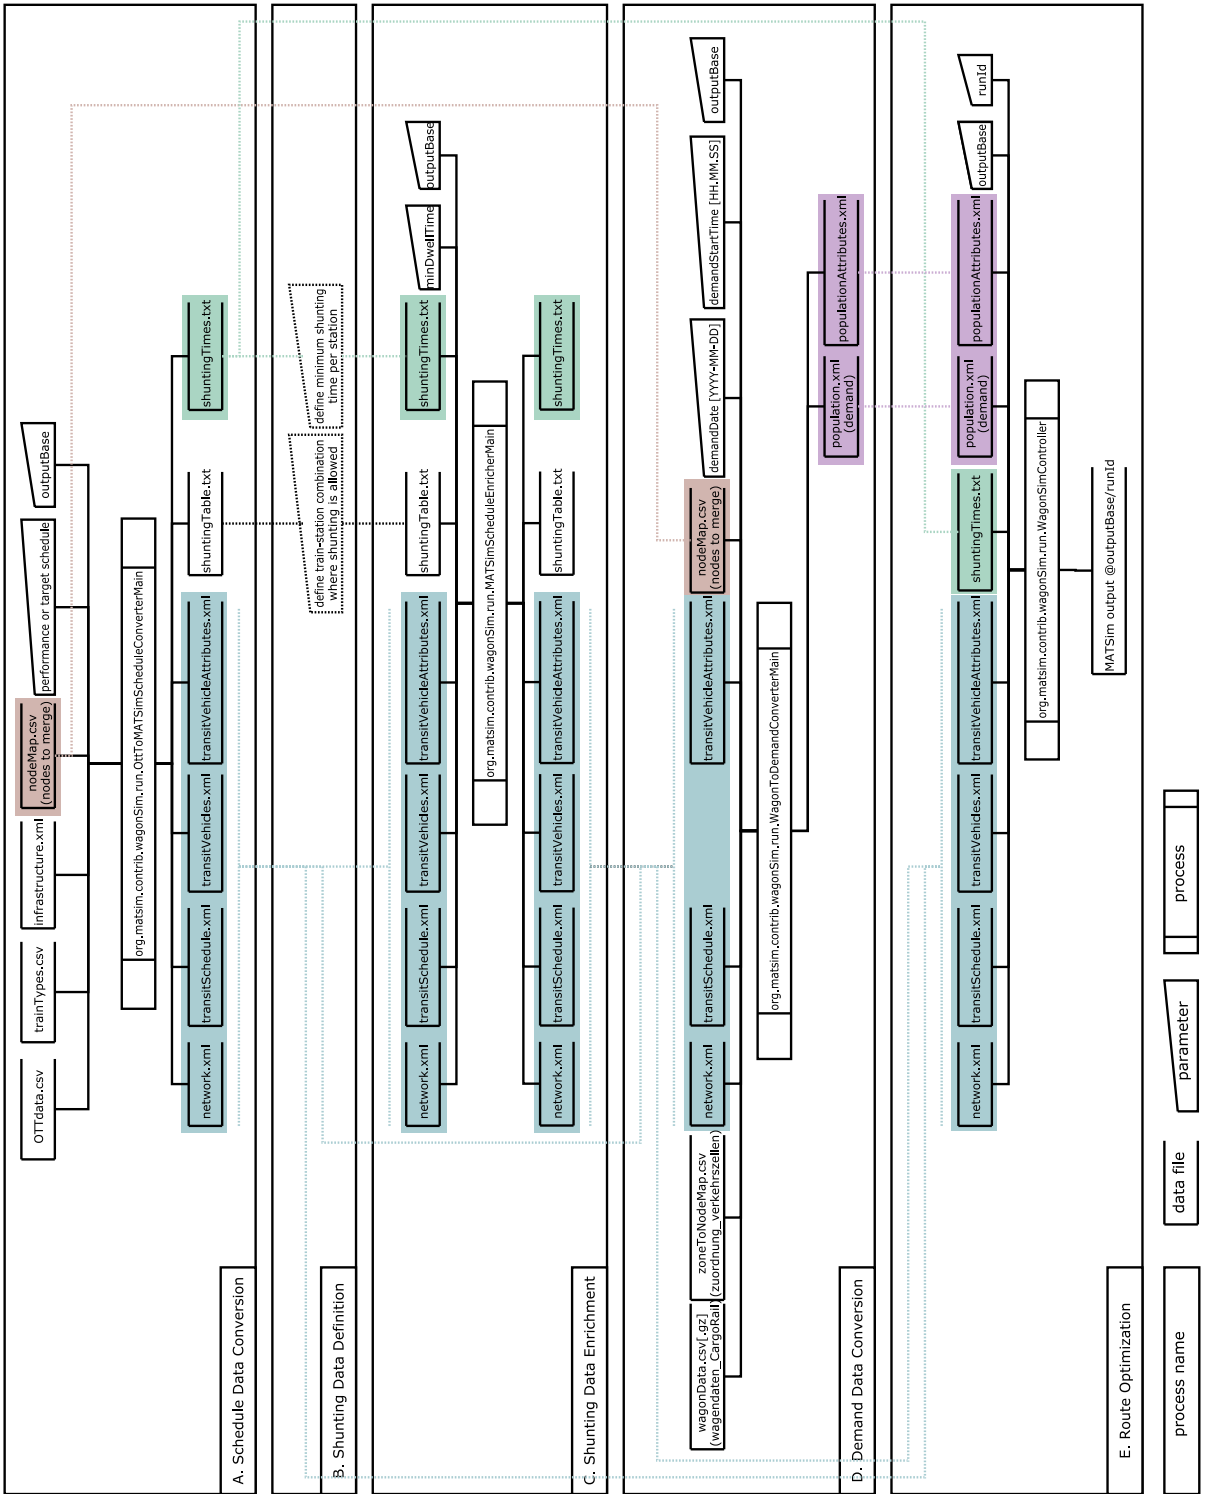 A. Schedule Data Conversion
OTTdata.csv
trainTypes.csv
infrastructure.xml
nodeMap.csv
(nodes to merge)
performance or target schedule
outputBase
org.matsim.contrib.wagonSim.run.OttToMATSimScheduleConverterMain
network.xml
transitSchedule.xml
transitVehicles.xml
transitVehicleAttributes.xml
shuntingTable.txt
shuntingTimes.txt
B. Shunting Data Definition
define train-station combination
where shunting is allowed
define minimum shunting
time per station
C. Shunting Data Enrichment
network.xml
transitSchedule.xml
transitVehicles.xml
transitVehicleAttributes.xml
shuntingTable.txt
shuntingTimes.txt
minDwellTime
outputBase
org.matsim.contrib.wagonSim.run.MATSimScheduleEnricherMain
network.xml
transitSchedule.xml
transitVehicles.xml
transitVehicleAttributes.xml
shuntingTable.txt
shuntingTimes.txt
D. Demand Data Conversion
wagonData.csv[.gz]
(wagendaten_CargoRail)
zoneToNodeMap.csv
(zuordnung_verkehrszellen)
network.xml
transitSchedule.xml
transitVehicleAttributes.xml
nodeMap.csv
(nodes to merge)
demandDate [YYYY-MM-DD]
demandStartTime [HH.MM.SS]
outputBase
org.matsim.contrib.wagonSim.run.WagonToDemandConverterMain
population.xml
(demand)
populationAttributes.xml
E. Route Optimization
network.xml
transitSchedule.xml
transitVehicles.xml
transitVehicleAttributes.xml
shuntingTimes.txt
population.xml
(demand)
populationAttributes.xml
outputBase
runId
org.matsim.contrib.wagonSim.run.WagonSimController
MATSim output @outputBase/runId
process name
data file
parameter
process